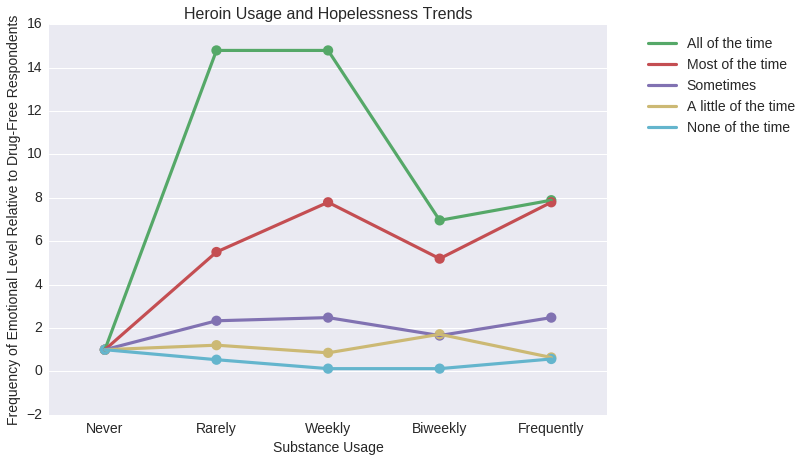 Heroin Usage and Hopelessness Trends
Frequency of Emotional Level Relative to Drug-Free Respondents
16
14
12
10
8
6
4
2
0
−2
Never
Rarely
Weekly
Biweekly
Frequently
Substance Usage
All of the time
Most of the time
Sometimes
A little of the time
None of the time